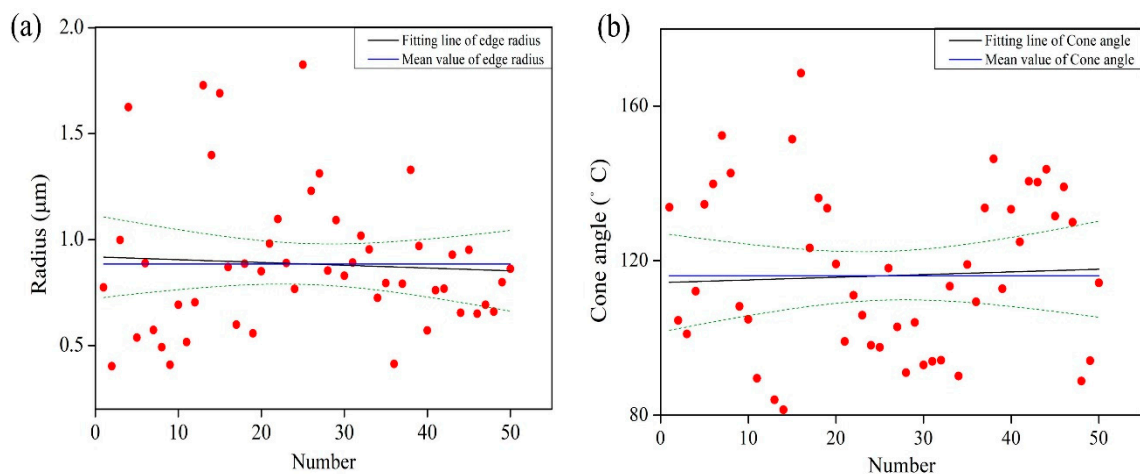 (a)
2.0
1.5
1.0
0.5
Radius (µm)
Fitting line of edge radius
Mean value of edge radius
0
10
20
30
40
50
Number
(b)
160
120
80
Cone angle (° C)
Fitting line of Cone angle
Mean value of Cone angle
0
10
20
30
40
50
Number